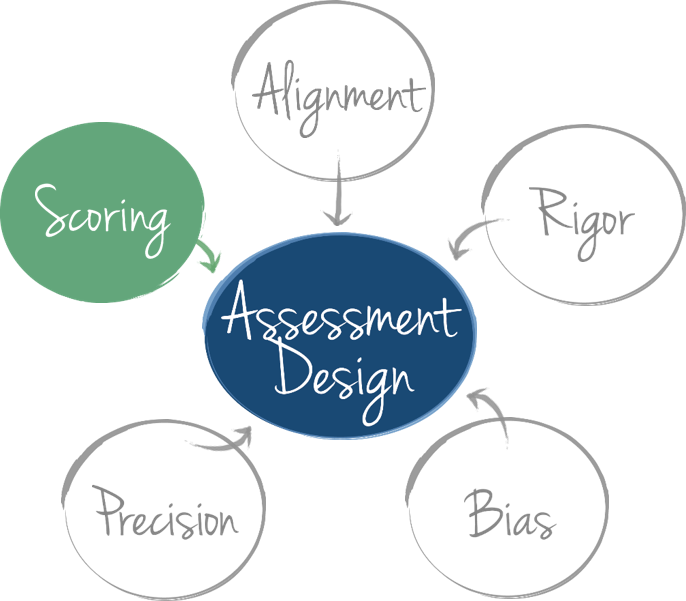 Alignment
Scoring
Rigor
Assessment
Design
Precision
Bias